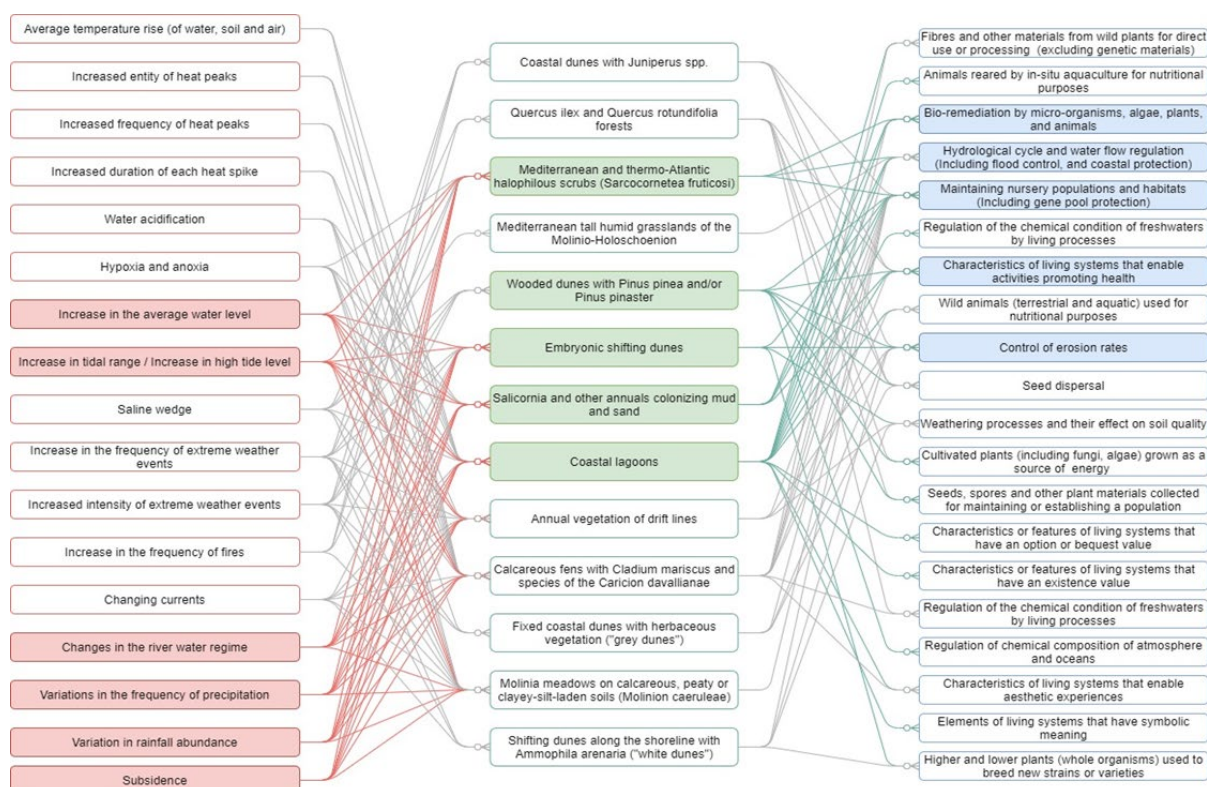 Average temperature rise (of water, soil and air)
Increased entity of heat peaks
Increased frequency of heat peaks
Increased duration of each heat spike
Water acidification
Hypoxia and anoxia
Increase in the average water level
Increase in tidal range / Increase in high tide level
Saline wedge
Increase in the frequency of extreme weather
events
Increased intensity of extreme weather events
Increase in the frequency of fires
Changing currents
Changes in the river water regime
Variations in the frequency of precipitation
Variation in rainfall abundance
Subsidence
Coastal dunes with Juniperus spp.
Quercus ilex and Quercus rotundifolia
forests
Mediterranean and thermo-Atlantic
halophilous scrubs (Sarcocornetea fruticosi)
Mediterranean tall humid grasslands of the
Molinio-Holoschoenion
Wooded dunes with Pinus pinea and/or
Pinus pinaster
Embryonic shifting dunes
Salicornia and other annuals colonizing mud
and sand
Coastal lagoons
Annual vegetation of drift lines
Calcareous fens with Cladium mariscus and
species of the Caricion davallianae
Fixed coastal dunes with herbaceous
vegetation ("grey dunes")
Molinia meadows on calcareous, peaty or
clayey-silt-laden soils (Molinion caeruleae)
Shifting dunes along the shoreline with
Ammophila arenaria ("white dunes")
Fibres and other materials from wild plants for direct
use or processing (excluding genetic materials)
Animals reared by in-situ aquaculture for nutritional
purposes
Bio-remediation by micro-organisms, algae, plants,
and animals
Hydrological cycle and water flow regulation
(Including flood control, and coastal protection)
Maintaining nursery populations and habitats
(Including gene pool protection)
Regulation of the chemical condition of freshwaters
by living processes
Characteristics of living systems that enable
activities promoting health
Wild animals (terrestrial and aquatic) used for
nutritional purposes
Control of erosion rates
Seed dispersal
Weathering processes and their effect on soil quality
Cultivated plants (including fungi, algae) grown as a
source of energy
Seeds, spores and other plant materials collected
for maintaining or establishing a population
Characteristics or features of living systems that
have an option or bequest value
Characteristics or features of living systems that
have an existence value
Regulation of the chemical condition of freshwaters
by living processes
Regulation of chemical composition of atmosphere
and oceans
Characteristics of living systems that enable
aesthetic experiences
Elements of living systems that have symbolic
meaning
Higher and lower plants (whole organisms) used to
breed new strains or varieties